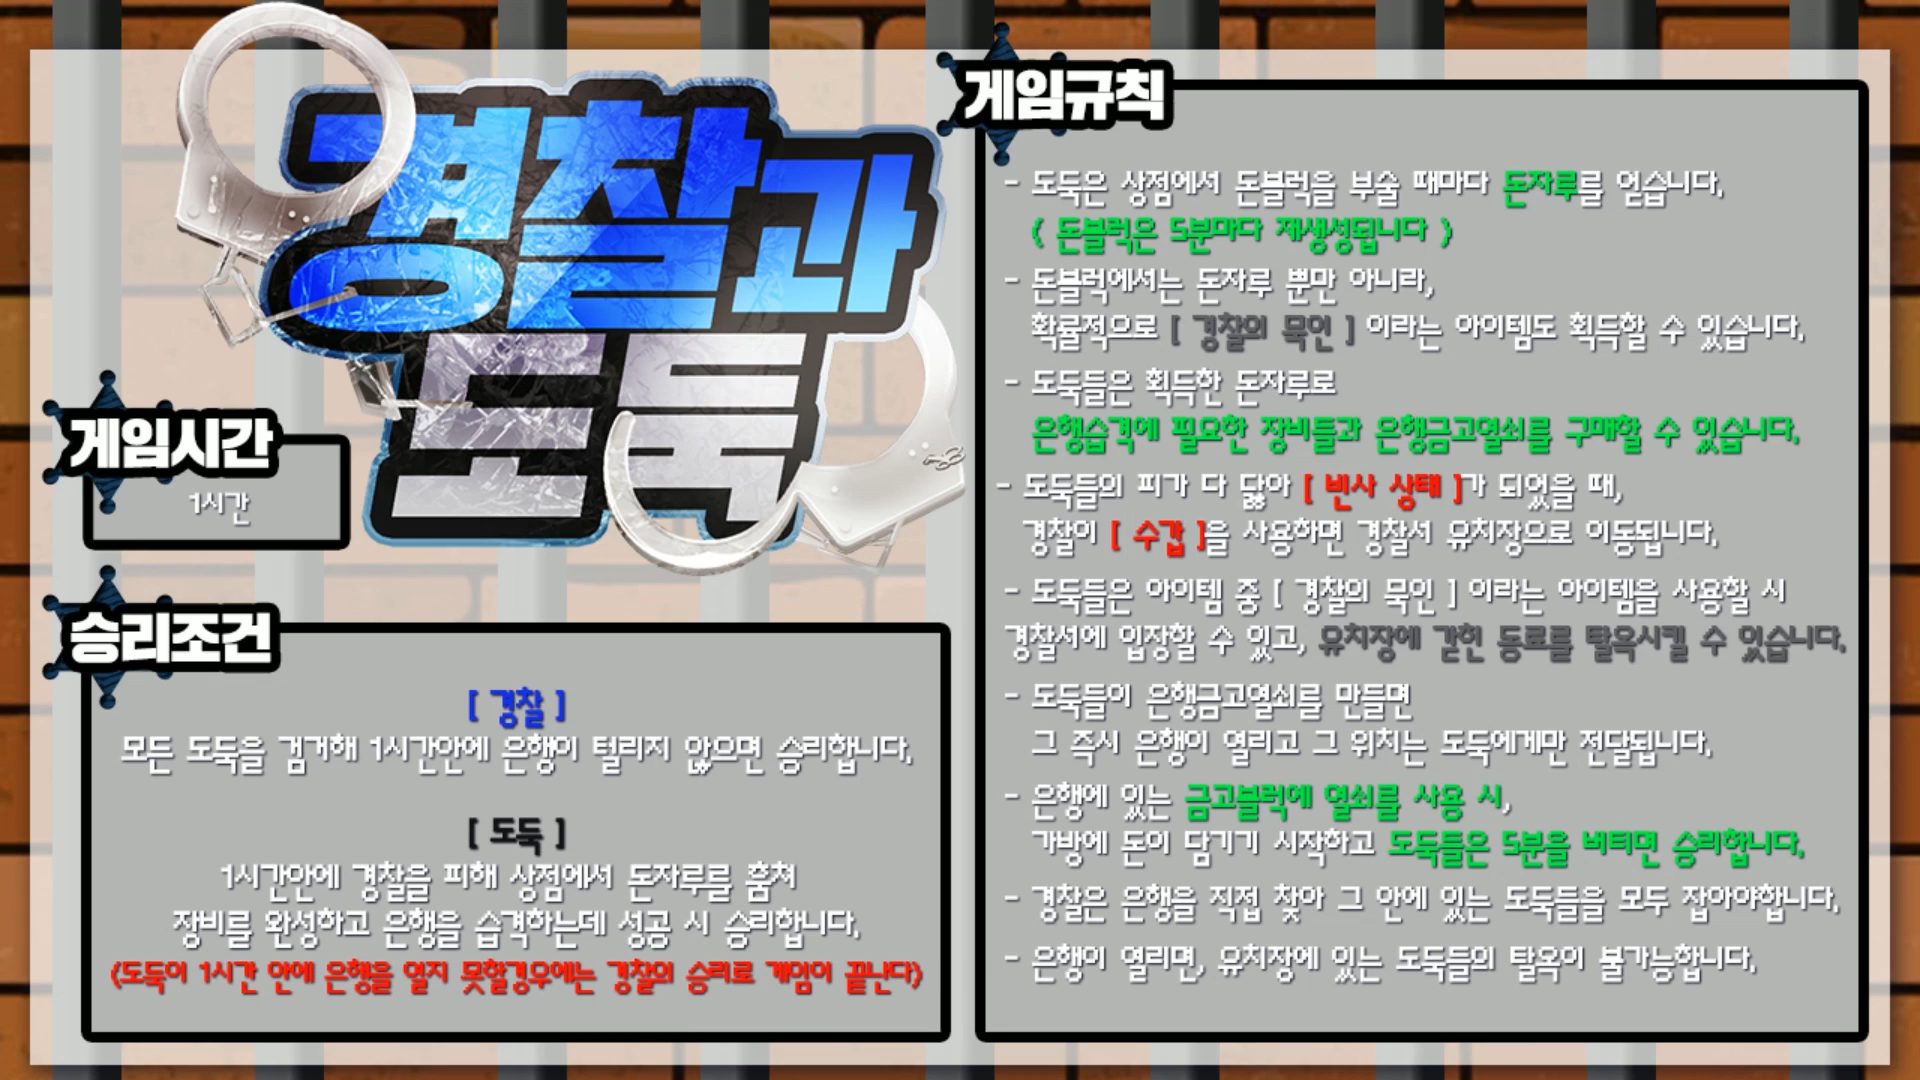 경찰과
도둑
게임시간
1시간
승리조건
[ 경찰 ]
모든 도둑을 검거해 1시간안에 은행이 털리지 않으면 승리합니다.
[ 도둑 ]
1시간안에 경찰을 피해 상점에서 돈자루를 훔쳐
장비를 완성하고 은행을 습격하는데 성공 시 승리합니다.
(도둑이 1시간 안에 은행을 열지 못할경우에는 경찰의 승리로 게임이 끝난다)
게임규칙
- 도둑은 상점에서 돈블럭을 부술 때마다 돈자루를 얻습니다.
( 돈블럭은 5분마다 재생성됩니다 )
- 돈블럭에서는 돈자루 뿐만 아니라,
확률적으로 [ 경찰의 묵인 ] 이라는 아이템도 획득할 수 있습니다.
- 도둑들은 획득한 돈자루로
은행습격에 필요한 장비들과 은행금고열쇠를 구매할 수 있습니다.
- 도둑들의 피가 다 닳아 [ 빈사 상태 ]가 되었을 때,
경찰이 [ 수갑 ]을 사용하면 경찰서 유치장으로 이동됩니다.
- 도둑들은 아이템 중 [ 경찰의 묵인 ] 이라는 아이템을 사용할 시
경찰서에 입장할 수 있고, 유치장에 갇힌 동료를 탈옥시킬 수 있습니다.
- 도둑들이 은행금고열쇠를 만들면
그 즉시 은행이 열리고 그 위치는 도둑에게만 전달됩니다.
- 은행에 있는 금고블럭에 열쇠를 사용 시,
가방에 돈이 담기기 시작하고 도둑들은 5분을 버티면 승리합니다.
- 경찰은 은행을 직접 찾아 그 안에 있는 도둑들을 모두 잡아야합니다.
- 은행이 열리면, 유치장에 있는 도둑들의 탈옥이 불가능합니다.